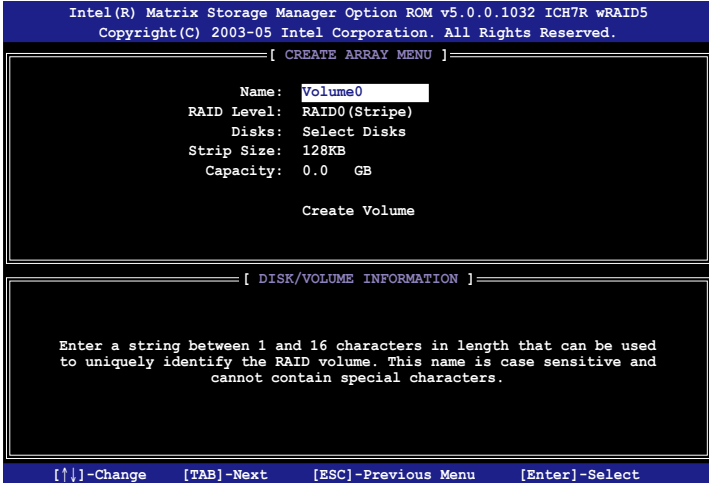 Intel(R) Matrix Storage Manager Option ROM v5.0.0.1032 ICH7R wRAID5
Copyright(C) 2003-05 Intel Corporation. All Rights Reserved.
[ CREATE ARRAY MENU ]
Name: Volume0
RAID Level: RAID0(Stripe)
Disks: Select Disks
Strip Size: 128KB
Capacity: 0.0 GB
Create Volume
[ DISK/VOLUME INFORMATION ]
Enter a string between 1 and 16 characters in length that can be used
to uniquely identify the RAID volume. This name is case sensitive and
cannot contain special characters.
[↑↓]-Change [TAB]-Next [ESC]-Previous Menu [Enter]-Select